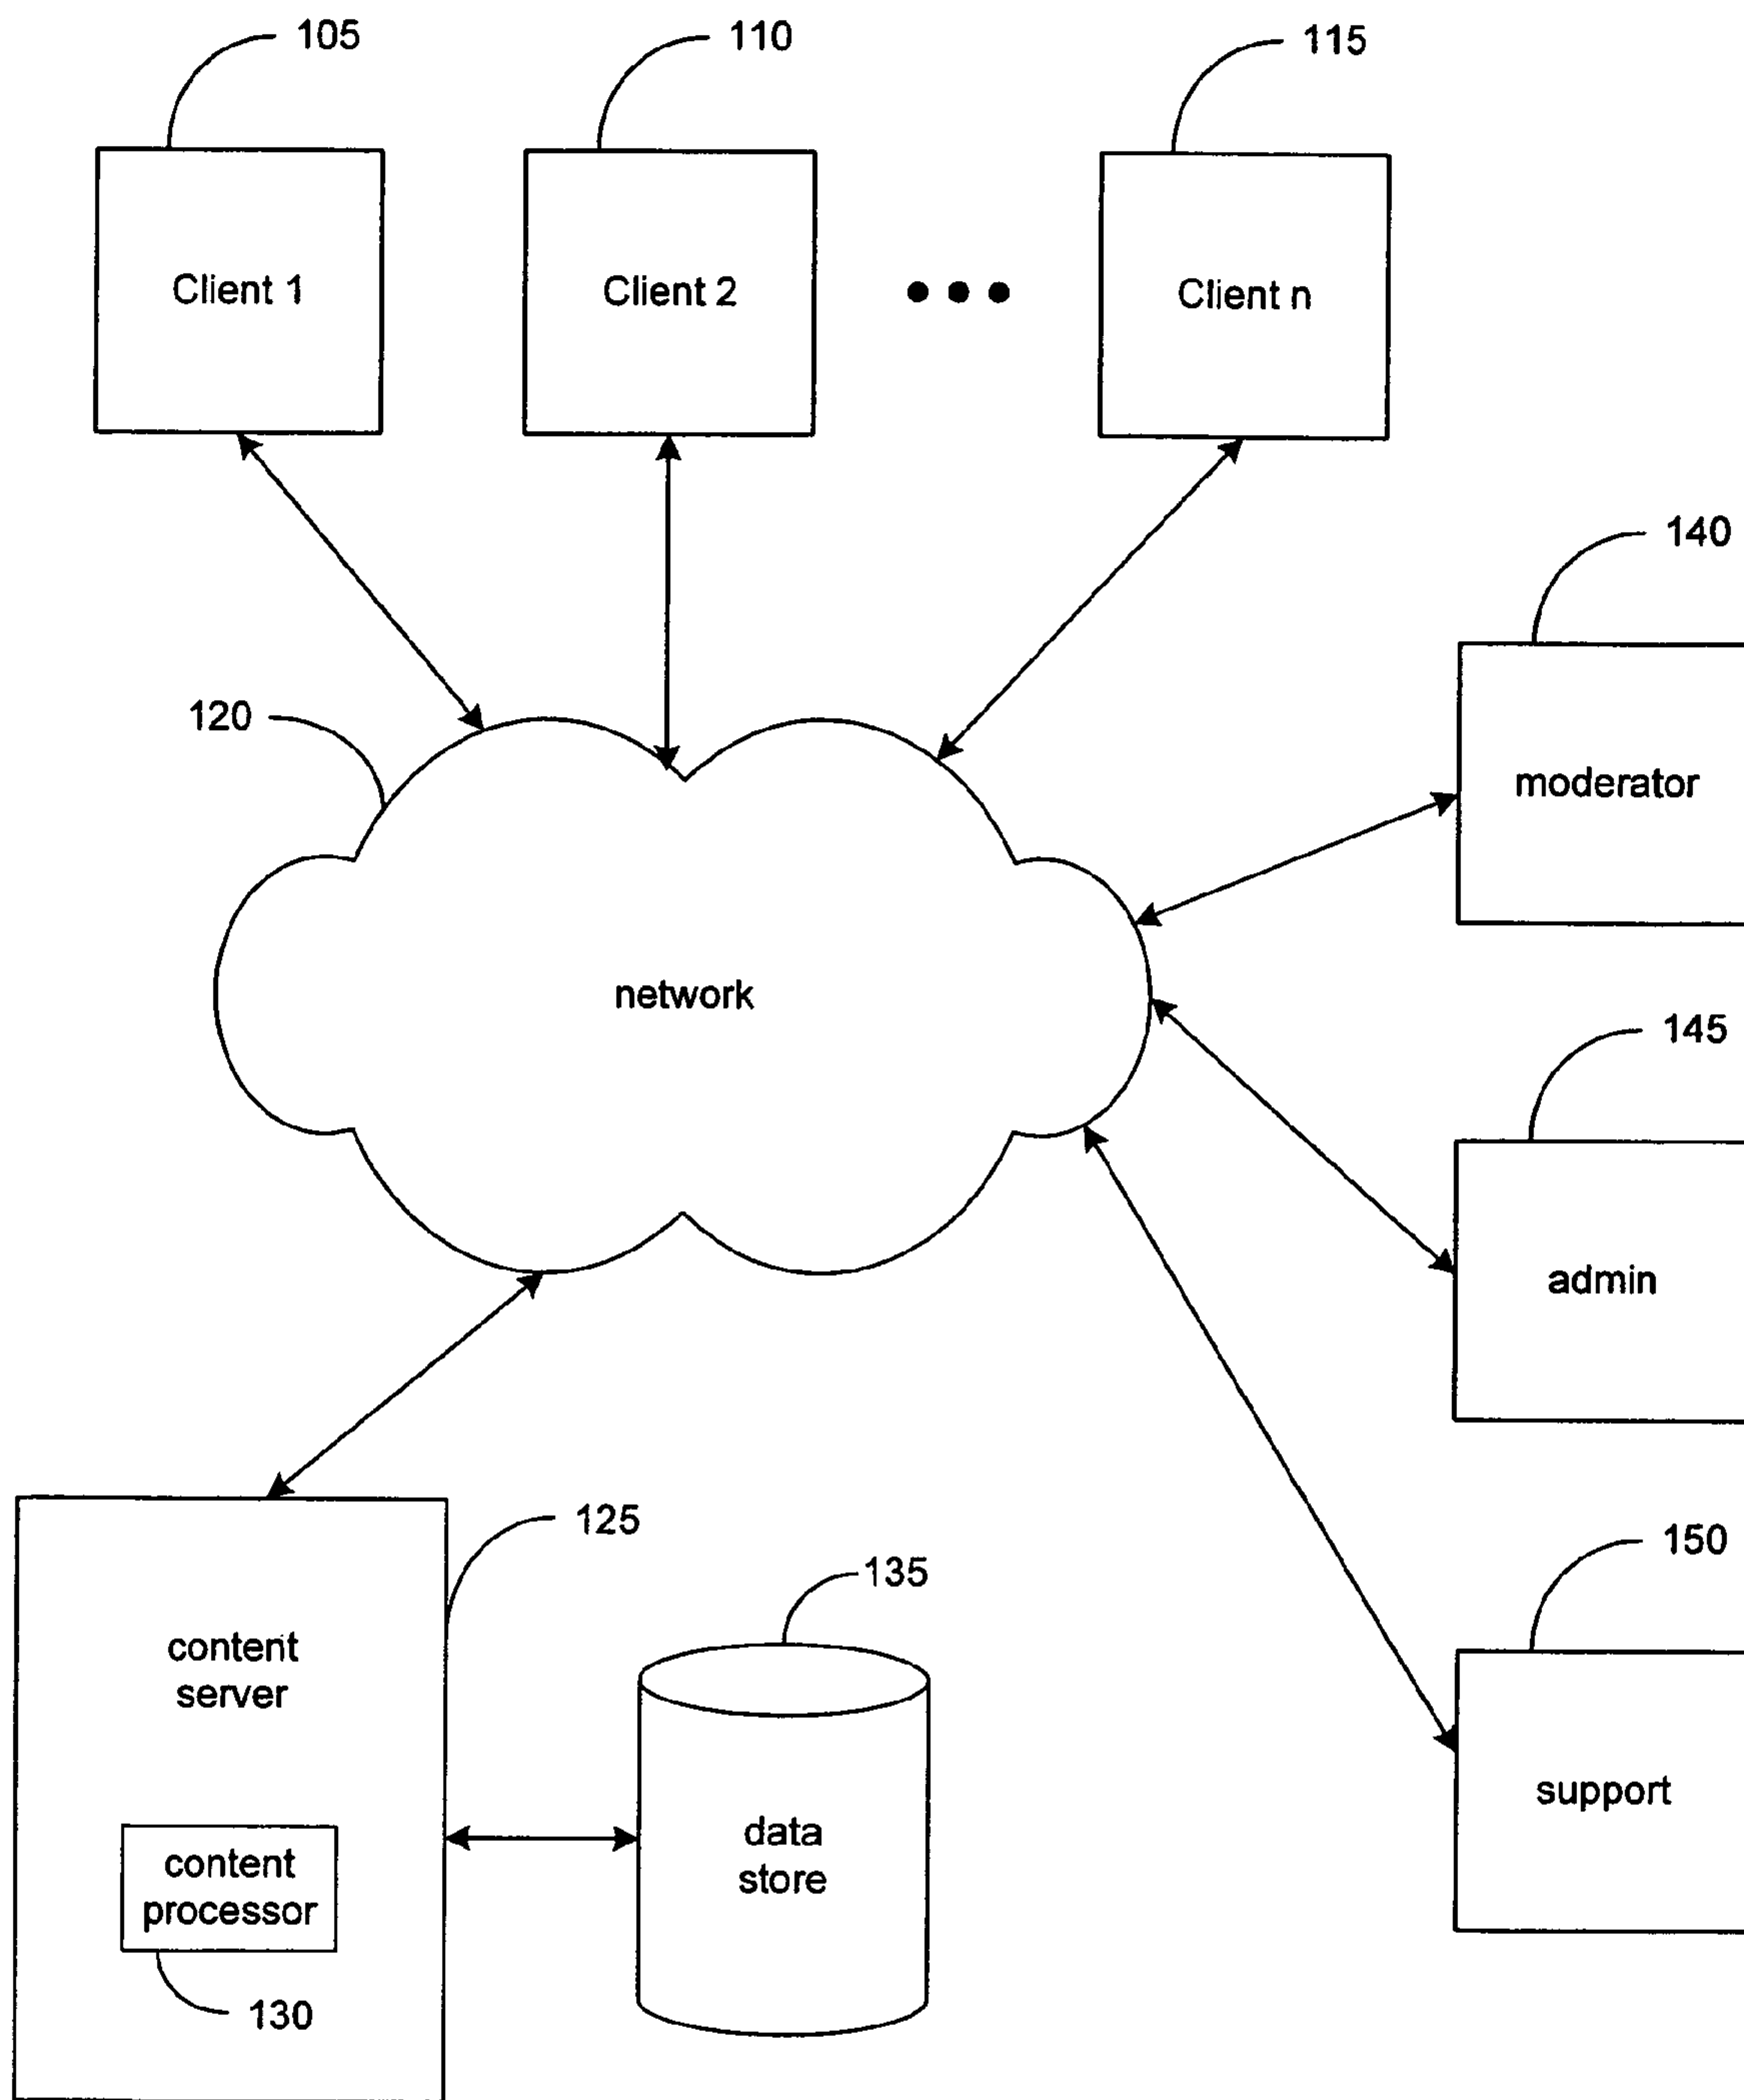 105
110
115
Client 1
Client 2
Client n
140
120
moderator
network
145
admin
125
150
135
content
server
support
data
store
content
processor
130